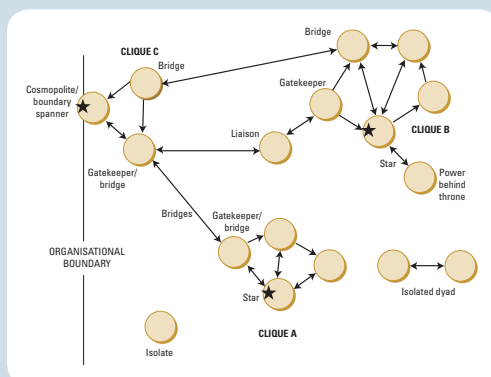 Bridge
CLIQUE C
Bridge
Cosmopolite/
boundary
spanner
Gatekeeper
CLIQUE B
Liaison
Star
Gatekeeper/
bridge
Power
behind
throne
Bridges
Gatekeeper/
bridge
ORGANISATIONAL
BOUNDARY
Star
Isolated dyad
CLIQUE A
Isolate